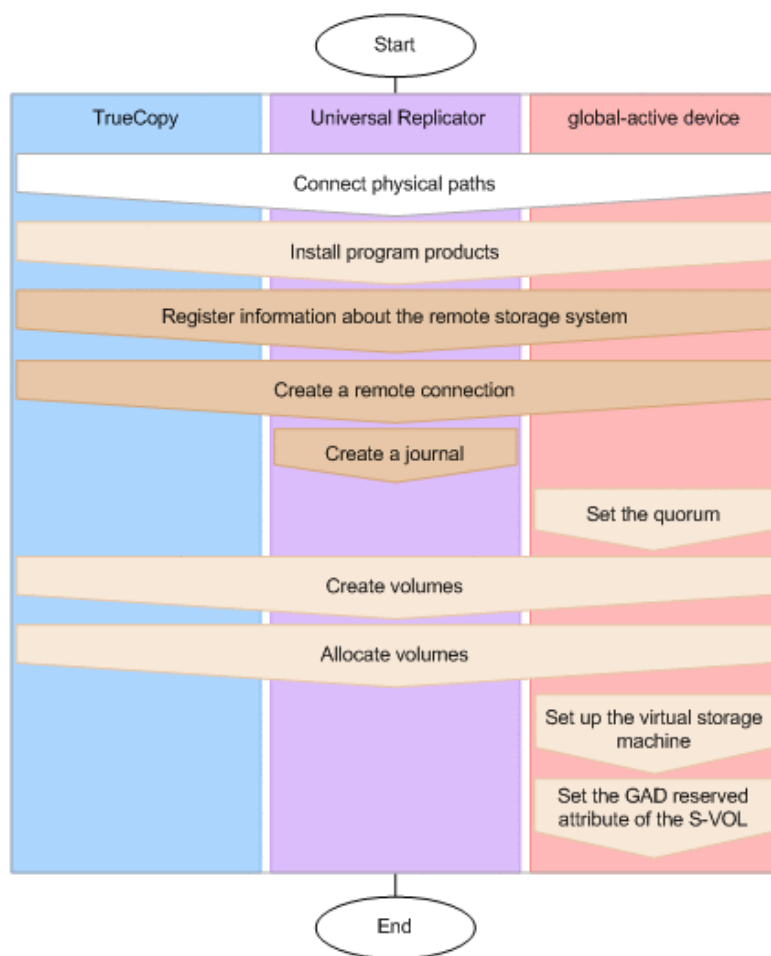 Start
TrueCopy
Universal Replicator
global-active device
Connect physical paths
Install program products
Register information about the remote storage system
Create a remote connection
Create a journal
Set the quorum
Create volumes
Allocate volumes
Set up the virtual storage
machine
Set the GAD reserved
attribute of the S-VOL
End